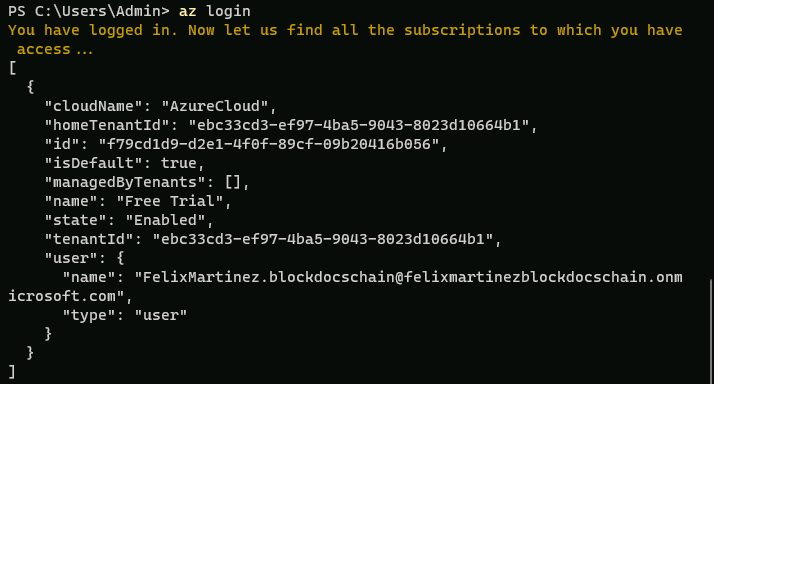 PS C:\Users\Admin> az login
You have logged in. Now let us find all the subscriptions to which you have
 access...
[
  {
    "cloudName": "AzureCloud",
    "homeTenantId": "ebc33cd3-ef97-4ba5-9043-8023d10664b1",
    "id": "f79cd1d9-d2e1-4f0f-89cf-09b20416b056",
    "isDefault": true,
    "managedByTenants": [],
    "name": "Free Trial",
    "state": "Enabled",
    "tenantId": "ebc33cd3-ef97-4ba5-9043-8023d10664b1",
    "user": {
      "name": "FelixMartinez.blockdocschain@felixmartinezblockdocschain.onm
icrosoft.com",
      "type": "user"
    }
  }
]